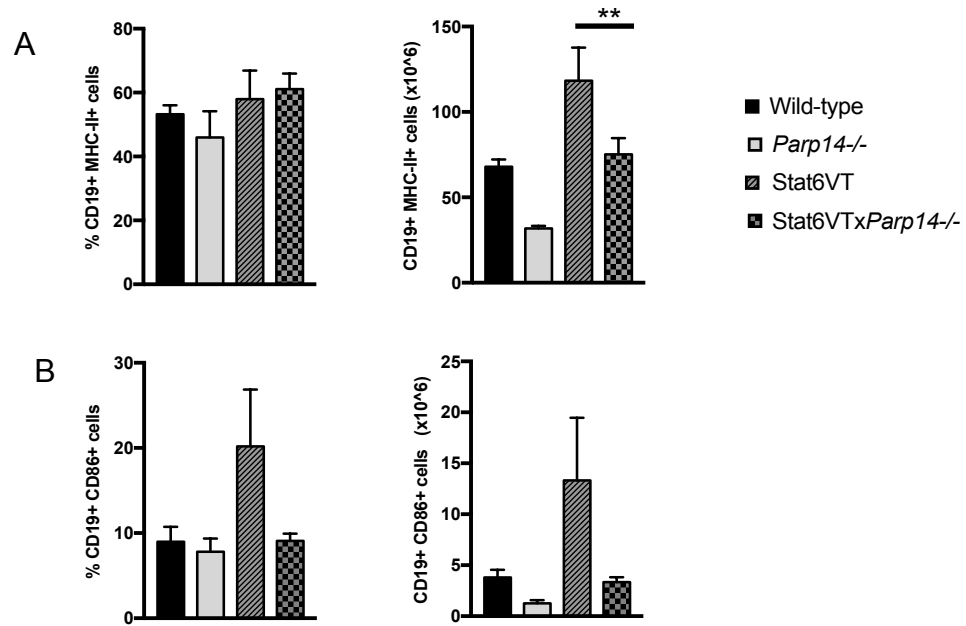 A
% CD19+ MHC-II+ cells
80
60
40
20
0
CD19+ MHC-II+ cells (x10^6)
150
100
50
0
**
Wild-type
Parp14-/-
Stat6VT
Stat6VTxParp14-/-
B
% CD19+ CD86+ cells
30
20
10
0
CD19+ CD86+ cells (x10^6)
25
20
15
10
5
0